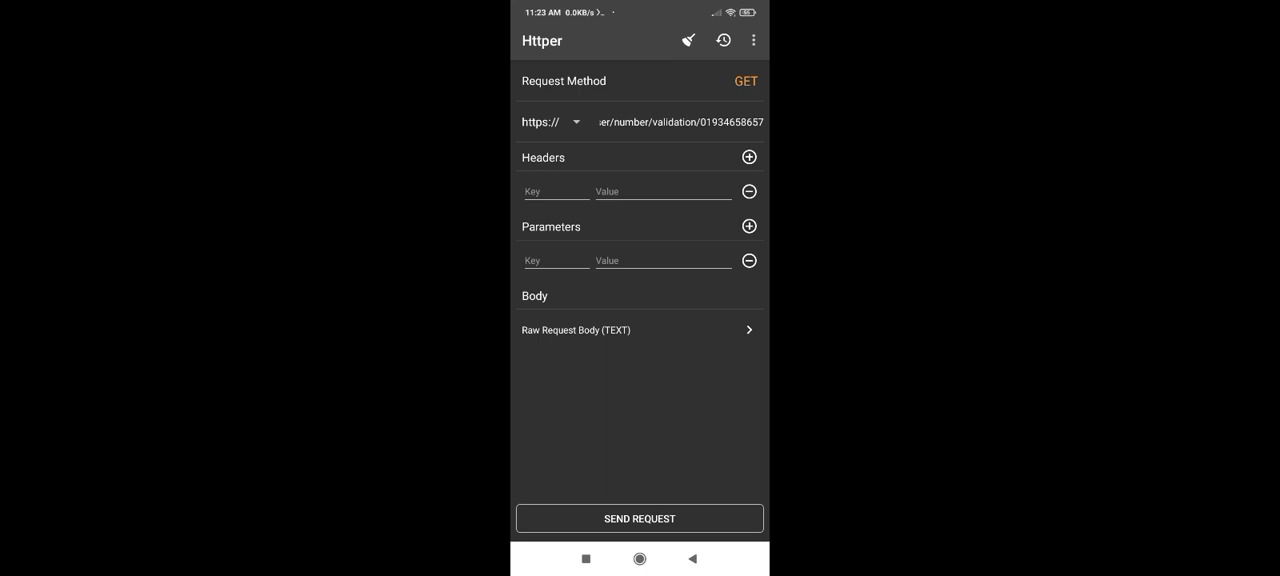 11:23 AM 0.0KB/s
Httper
Request Method GET
https:// er/number/validation/01934658657
Headers
Key Value
Parameters
Key Value
Body
Raw Request Body (TEXT)
SEND REQUEST